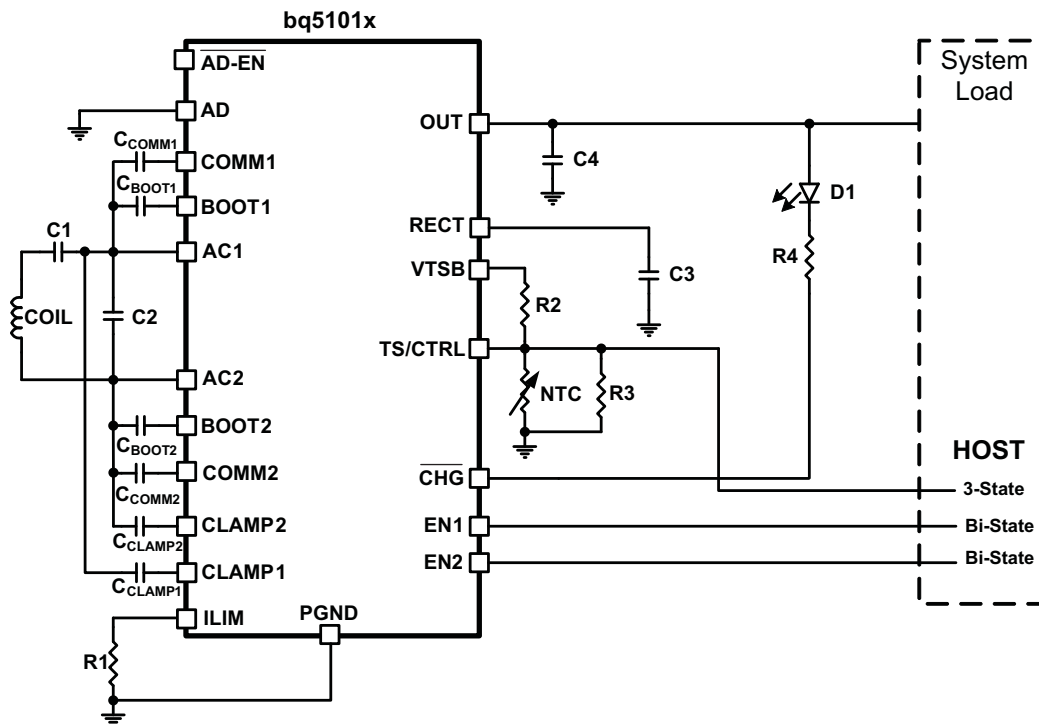 bq5101x
AD-EN
AD
CCOMM1
COMM1
CBOOT1
BOOT1
C1
AC1
COIL
C2
AC2
BOOT2
CBOOT2
COMM2
CCOMM2
CLAMP2
CCLAMP2
CLAMP1
CCLAMP1
ILIM
R1
PGND
OUT
C4
RECT
VTSB
R2
C3
TS/CTRL
NTC
R3
CHG
EN1
EN2
D1
R4
System
Load
HOST
3-State
Bi-State
Bi-State